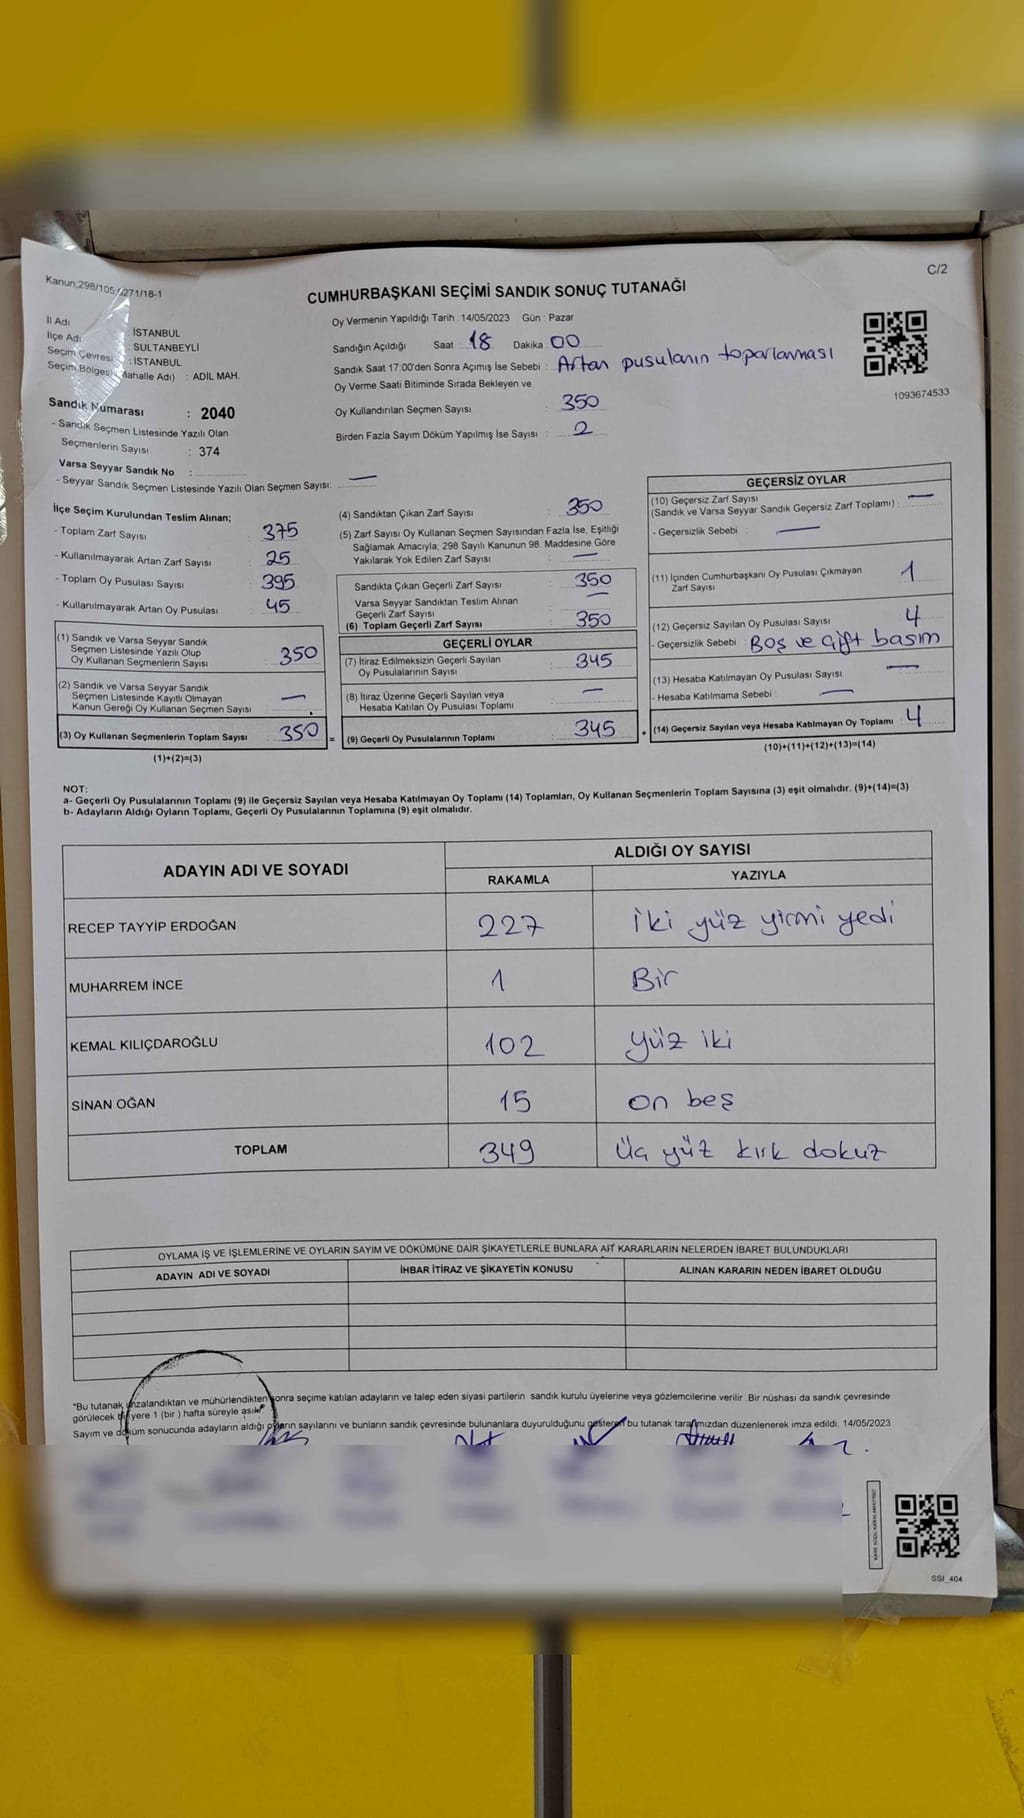 Kanun,298/105,6271/18-1
C/2
CUMHURBAŞKANI SEÇİMİ SANDIK SONUÇ TUTANAĞI
İl Adı : İSTANBUL
İlçe Adı : SULTANBEYLİ
Seçim Çevresi : İSTANBUL
Seçim Bölgesi (Mahalle Adı) : ADİL MAH.
Sandık Numarası : 2040
- Sandık Seçmen Listesinde Yazılı Olan
Seçmenlerin Sayısı : 374
Varsa Seyyar Sandık No :
- Seyyar Sandık Seçmen Listesinde Yazılı Olan Seçmen Sayısı: —
Oy Vermenin Yapıldığı Tarih : 14/05/2023 Gün : Pazar
Sandığın Açıldığı Saat 18 Dakika 00
Sandık Saat 17:00'den Sonra Açımış İse Sebebi : Artan pusulanın toparlanması
Oy Verme Saati Bitiminde Sırada Bekleyen ve
Oy Kullandırılan Seçmen Sayısı : 350
Birden Fazla Sayım Döküm Yapılmış İse Sayısı : 2
1093674533
İlçe Seçim Kurulundan Teslim Alınan;
- Toplam Zarf Sayısı : 375
- Kullanılmayarak Artan Zarf Sayısı : 25
- Toplam Oy Pusulası Sayısı : 395
- Kullanılmayarak Artan Oy Pusulası : 45
(1) Sandık ve Varsa Seyyar Sandık
Seçmen Listesinde Yazılı Olup
Oy Kullanan Seçmenlerin Sayısı : 350
(2) Sandık ve Varsa Seyyar Sandık
Seçmen Listesinde Kayıtlı Olmayan
Kanun Gereği Oy Kullanan Seçmen Sayısı : —
(3) Oy Kullanan Seçmenlerin Toplam Sayısı : 350 =
(1)+(2)=(3)
(4) Sandıktan Çıkan Zarf Sayısı : 350
(5) Zarf Sayısı Oy Kullanan Seçmen Sayısından Fazla İse, Eşitliği
Sağlamak Amacıyla, 298 Sayılı Kanunun 98. Maddesine Göre
Yakılarak Yok Edilen Zarf Sayısı : —
Sandıkta Çıkan Geçerli Zarf Sayısı : 350
Varsa Seyyar Sandıktan Teslim Alınan
Geçerli Zarf Sayısı : —
(6) Toplam Geçerli Zarf Sayısı : 350
GEÇERLİ OYLAR
(7) İtiraz Edilmeksizin Geçerli Sayılan
Oy Pusulalarının Sayısı : 345
(8) İtiraz Üzerine Geçerli Sayılan veya
Hesaba Katılan Oy Pusulası Toplamı : —
(9) Geçerli Oy Pusulalarının Toplamı : 345 +
GEÇERSİZ OYLAR
(10) Geçersiz Zarf Sayısı
(Sandık ve Varsa Seyyar Sandık Geçersiz Zarf Toplamı) : —
- Geçersizlik Sebebi : —
(11) İçinden Cumhurbaşkanı Oy Pusulası Çıkmayan
Zarf Sayısı : 1
(12) Geçersiz Sayılan Oy Pusulası Sayısı : 4
- Geçersizlik Sebebi : Boş ve Çift basım
(13) Hesaba Katılmayan Oy Pusulası Sayısı : —
- Hesaba Katılmama Sebebi : —
(14) Geçersiz Sayılan veya Hesaba Katılmayan Oy Toplamı : 4
(10)+(11)+(12)+(13)=(14)
NOT:
a- Geçerli Oy Pusulalarının Toplamı (9) ile Geçersiz Sayılan veya Hesaba Katılmayan Oy Toplamı (14) Toplamları, Oy Kullanan Seçmenlerin Toplam Sayısına (3) eşit olmalıdır. (9)+(14)=(3)
b- Adayların Aldığı Oyların Toplamı, Geçerli Oy Pusulalarının Toplamına (9) eşit olmalıdır.
ADAYIN ADI VE SOYADI ALDIĞI OY SAYISI
RAKAMLA YAZIYLA
RECEP TAYYİP ERDOĞAN 227 iki yüz yirmi yedi
MUHARREM İNCE 1 Bir
KEMAL KILIÇDAROĞLU 102 yüz iki
SİNAN OĞAN 15 on beş
TOPLAM 349 üç yüz kırk dokuz
OYLAMA İŞ VE İŞLEMLERİNE VE OYLARIN SAYIM VE DÖKÜMÜNE DAİR ŞİKAYETLERLE BUNLARA AİT KARARLARIN NELERDEN İBARET BULUNDUKLARI
ADAYIN ADI VE SOYADI İHBAR İTİRAZ VE ŞİKAYETİN KONUSU ALINAN KARARIN NEDEN İBARET OLDUĞU
*Bu tutanak imzalandıktan ve mühürlendikten sonra seçime katılan adayların ve talep eden siyasi partilerin sandık kurulu üyelerine veya gözlemcilerine verilir .Bir nüshası da sandık çevresinde
görülecek bir yere 1 (bir ) hafta süreyle asılır.
Sayım ve döküm sonucunda adayların aldığı oyların sayılarını ve bunların sandık çevresinde bulunanlara duyurulduğunu gösteren bu tutanak tarafımızdan düzenlenerek imza edildi. 14/05/2023
SSI_404